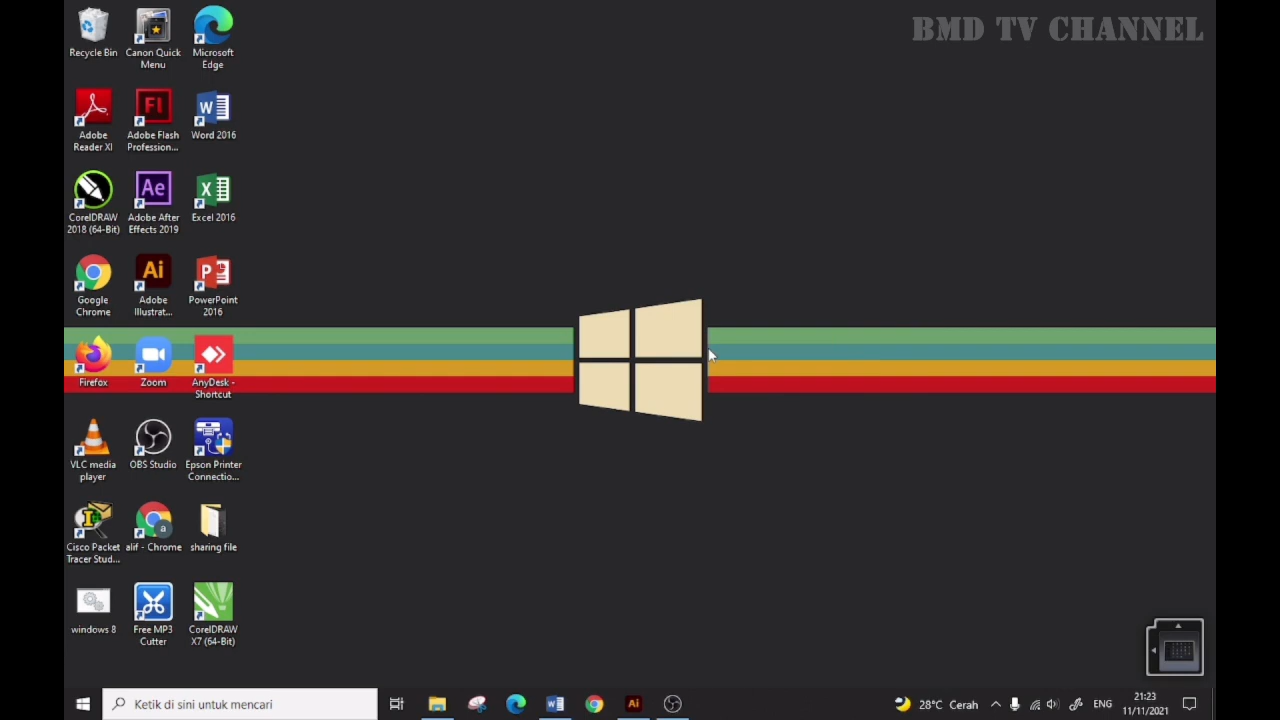 BMD TV CHANNEL
Recycle Bin
Canon Quick
Menu
Microsoft
Edge
Adobe
Reader XI
Adobe Flash
Profession...
Word 2016
CorelDRAW
2018 (64-Bit)
Adobe After
Effects 2019
Excel 2016
Google
Chrome
Adobe
Illustrat...
PowerPoint
2016
Firefox
Zoom
AnyDesk -
Shortcut
VLC media
player
OBS Studio
Epson Printer
Connectio...
Cisco Packet
Tracer Stud...
alif - Chrome
sharing file
windows 8
Free MP3
Cutter
CorelDRAW
X7 (64-Bit)
Ketik di sini untuk mencari
28°C Cerah
ENG
21:23
11/11/2021